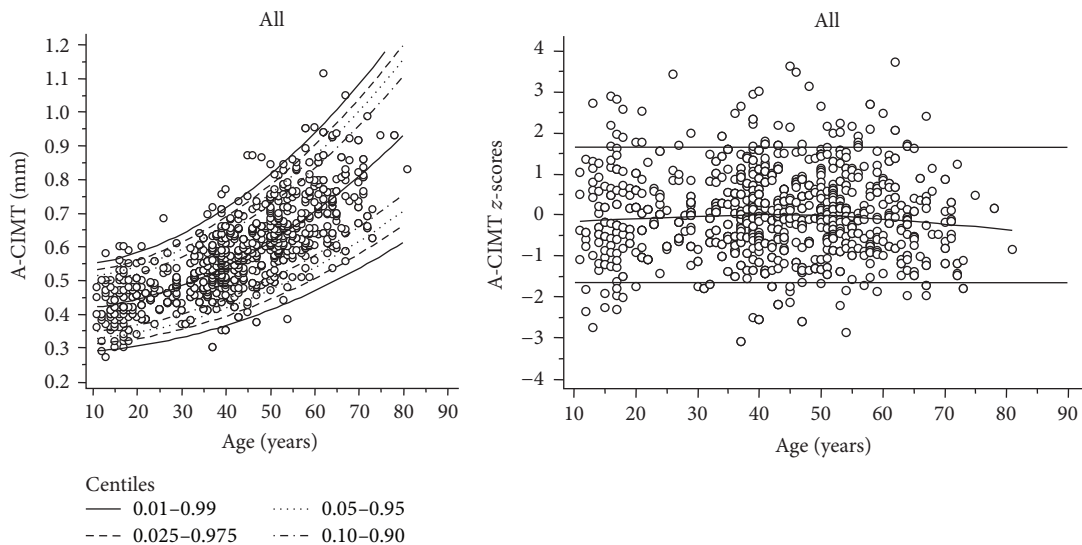 All
1.2
1.1
1.0
0.9
0.8
0.7
0.6
0.5
0.4
0.3
0.2
A-CIMT (mm)
10 20 30 40 50 60 70 80 90
Age (years)
All
4
3
2
1
0
−1
−2
−3
−4
A-CIMT z-scores
10 20 30 40 50 60 70 80 90
Age (years)
Centiles
0.01–0.99
0.05–0.95
0.025–0.975
0.10–0.90